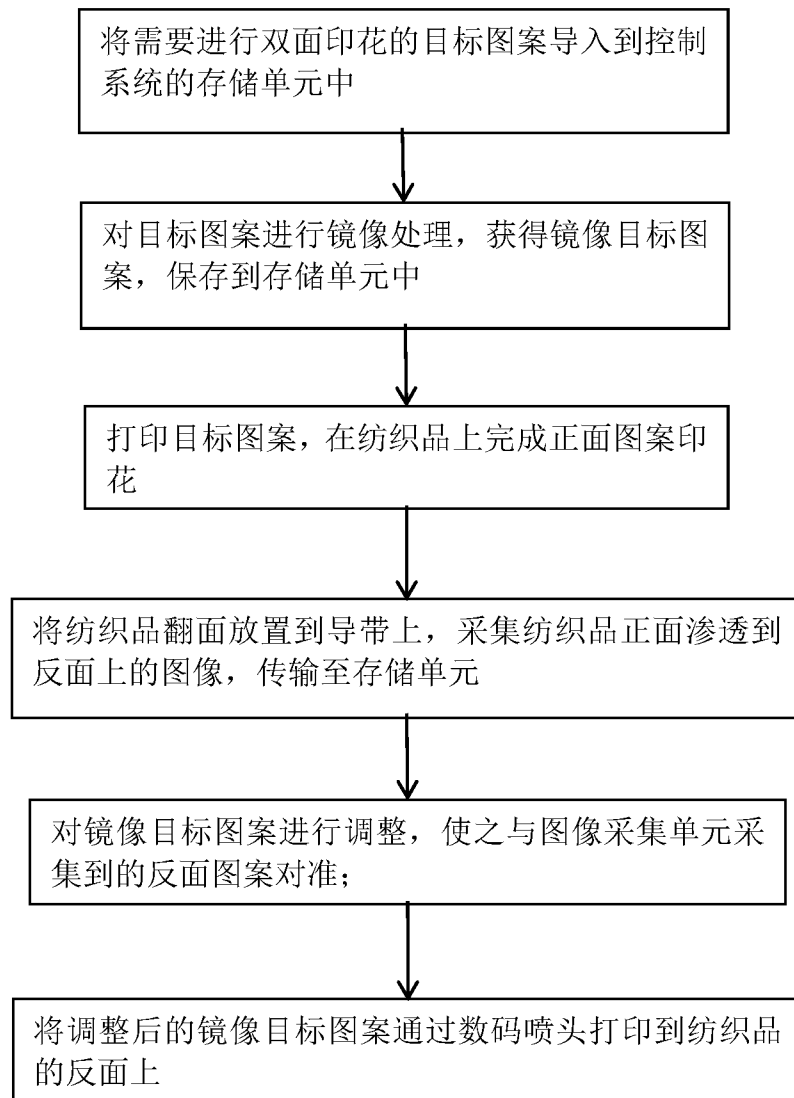 将需要进行双面印花的目标图案导入到控制
系统的存储单元中
对目标图案进行镜像处理，获得镜像目标图
案，保存到存储单元中
打印目标图案，在纺织品上完成正面图案印
花
将纺织品翻面放置到导带上，采集纺织品正面渗透到
反面上的图像，传输至存储单元
对镜像目标图案进行调整，使之与图像采集单元采
集到的反面图案对准；
将调整后的镜像目标图案通过数码喷头打印到纺织品
的反面上